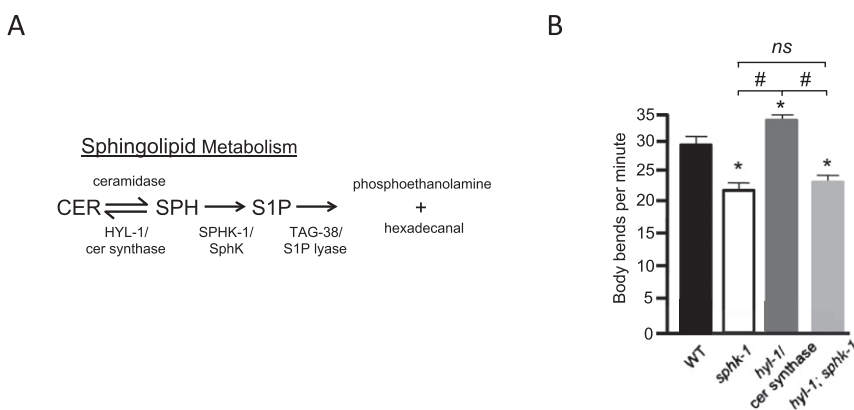 A
Sphingolipid Metabolism
ceramidase
CER SPH S1P
HYL-1/
cer synthase
SPHK-1/
SphK
TAG-38/
S1P lyase
phosphoethanolamine
+
hexadecanal
B
ns
# #
*
* *
Body bends per minute
35
30
25
20
15
10
5
0
WT
sphk-1
hyl-1/
cer synthase
hyl-1; sphk-1